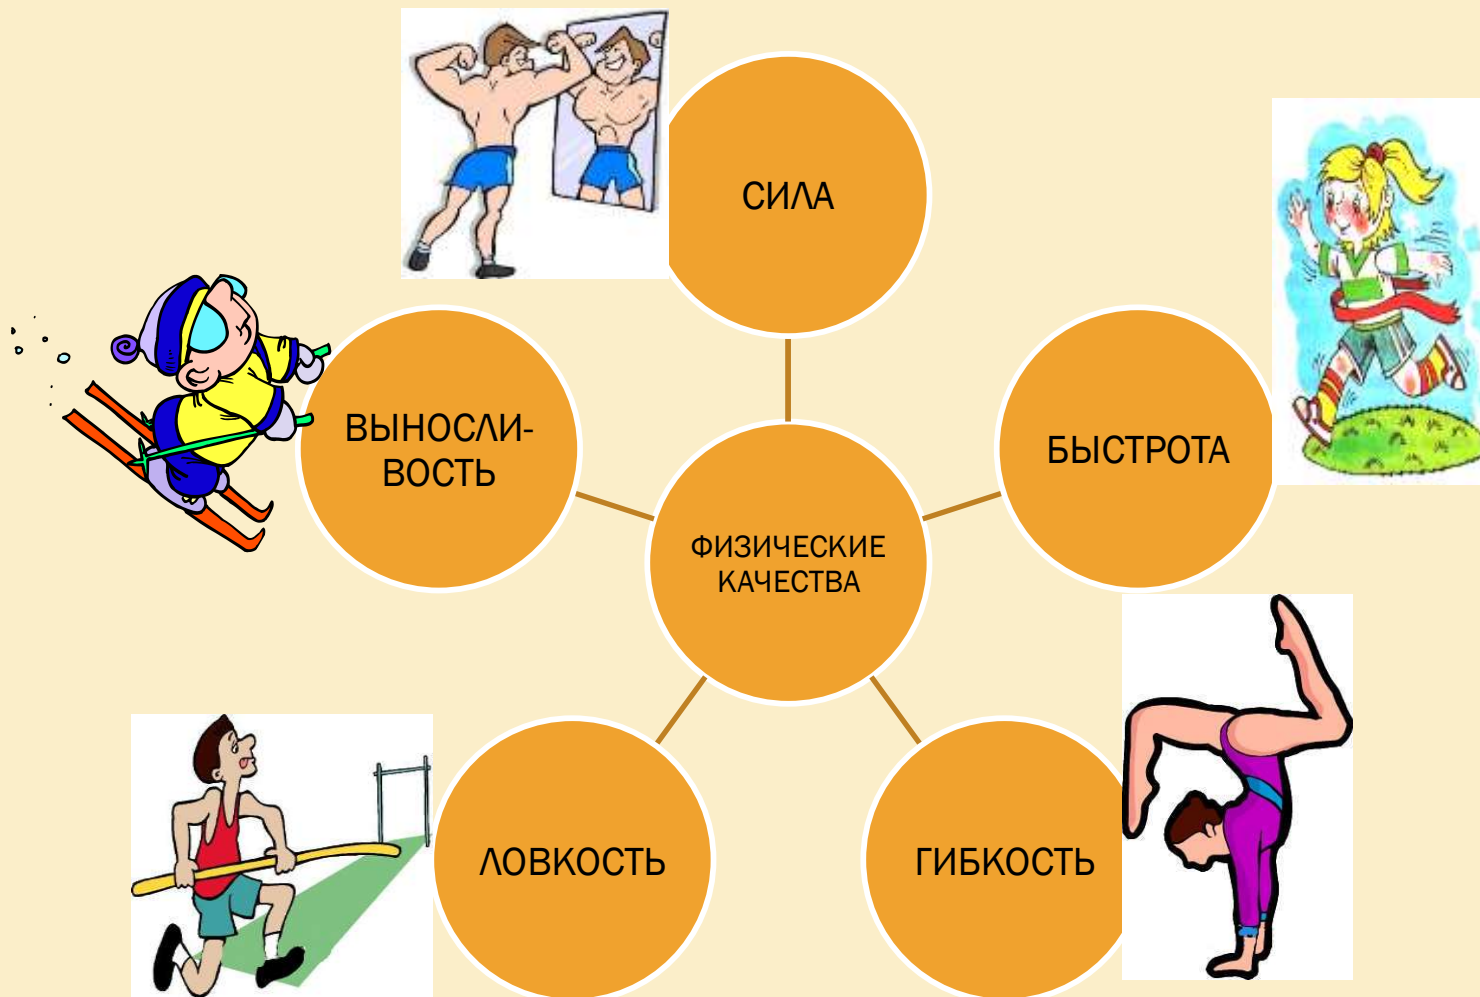 СИЛА
БЫСТРОТА
ВЫНОСЛИ-
ВОСТЬ
ФИЗИЧЕСКИЕ
КАЧЕСТВА
ЛОВКОСТЬ
ГИБКОСТЬ